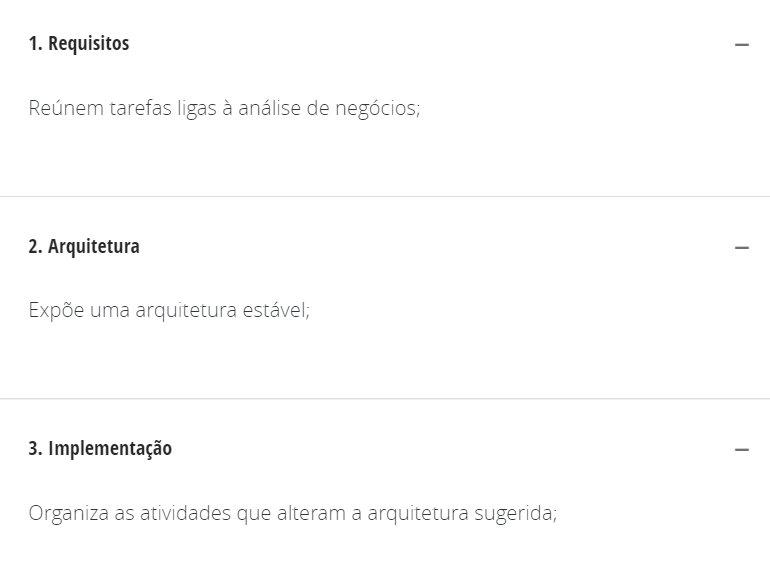 1. Requisitos
Reúnem tarefas ligas à análise de negócios;
2. Arquitetura
Expõe uma arquitetura estável;
3. Implementação
Organiza as atividades que alteram a arquitetura sugerida;